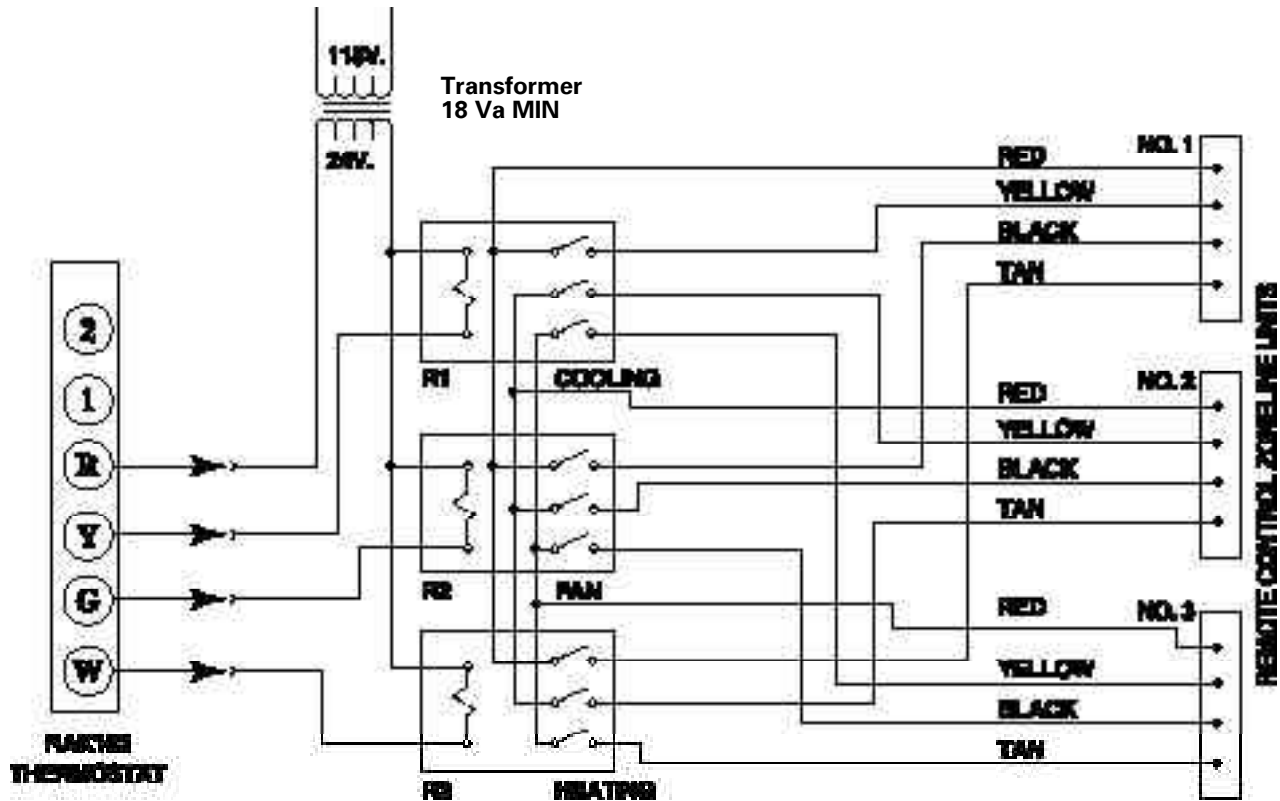 115V.
Transformer
18 Va MIN
24V.
NO. 1
RED
YELLOW
BLACK
TAN
2
1
R
Y
G
W
R1
COOLING
NO. 2
RED
YELLOW
BLACK
TAN
R2
FAN
NO. 3
RED
YELLOW
BLACK
TAN
R3
HEATING
THERMOSTAT
REMOTE CONTROL ZONELINE UNITS